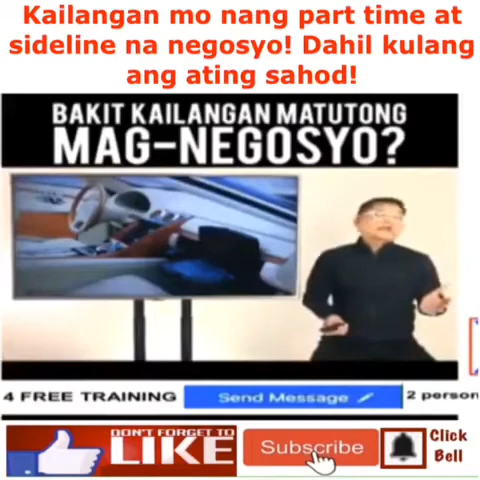 Kailangan mo nang part time at
sideline na negosyo! Dahil kulang
ang ating sahod!
BAKIT KAILANGAN MATUTONG
MAG-NEGOSYO?
4 FREE TRAINING
Send Message
2 person
DON'T FORGET TO
LIKE
Subscribe
Click
Bell